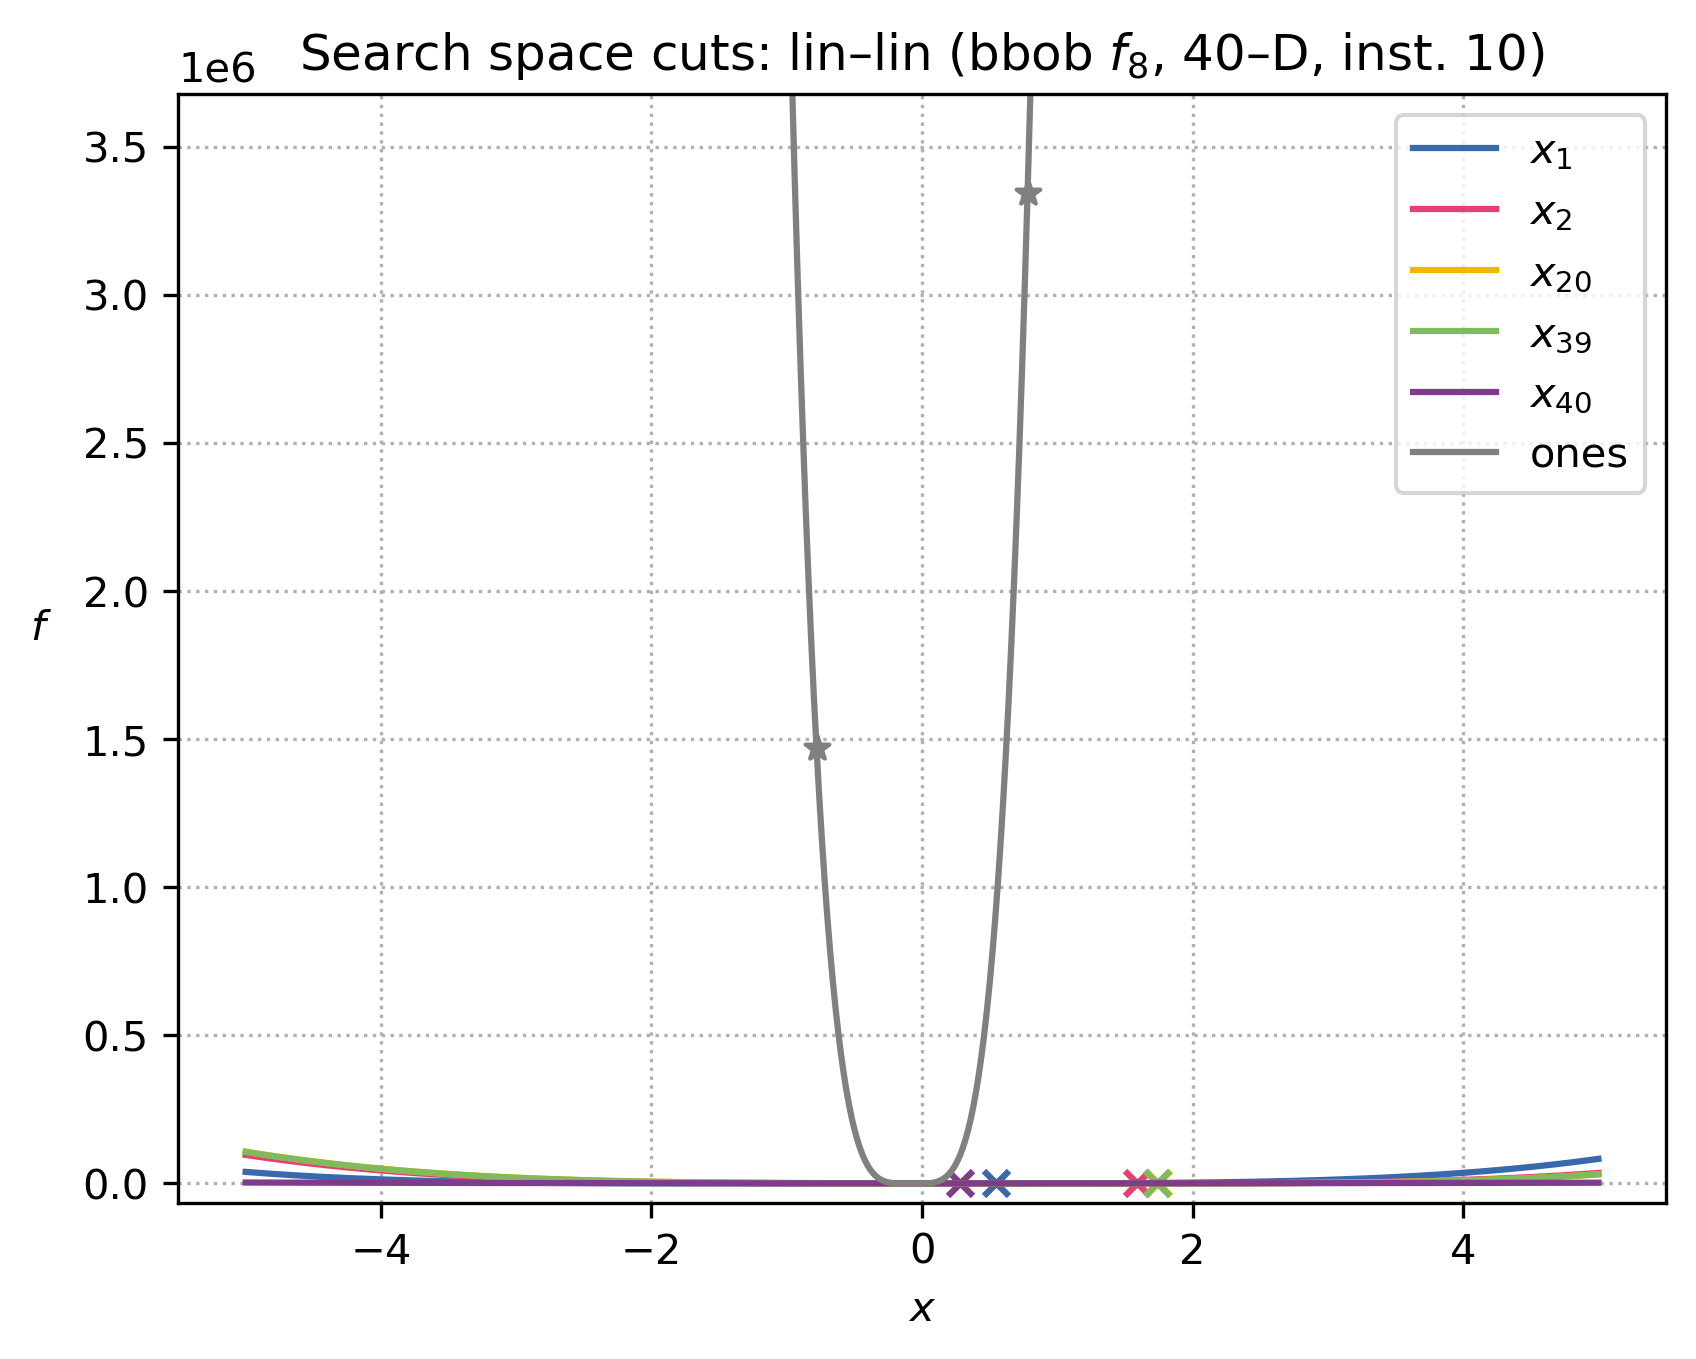 Search space cuts: lin–lin (bbob f₈, 40–D, inst. 10)
1e6
3.5
3.0
2.5
2.0
1.5
1.0
0.5
0.0
f
−4
−2
0
2
4
x
x₁
x₂
x₂₀
x₃₉
x₄₀
ones